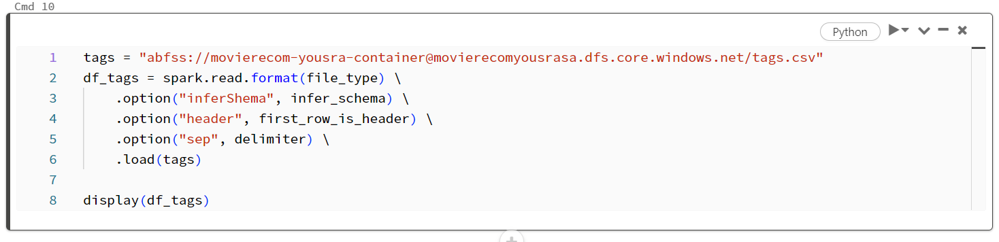 Cmd 10
Python
1 tags = "abfss://movierecom-yousra-container@movierecomyousrasa.dfs.core.windows.net/tags.csv"
2 df_tags = spark.read.format(file_type) \
3 .option("inferShema", infer_schema) \
4 .option("header", first_row_is_header) \
5 .option("sep", delimiter) \
6 .load(tags)
7
8 display(df_tags)